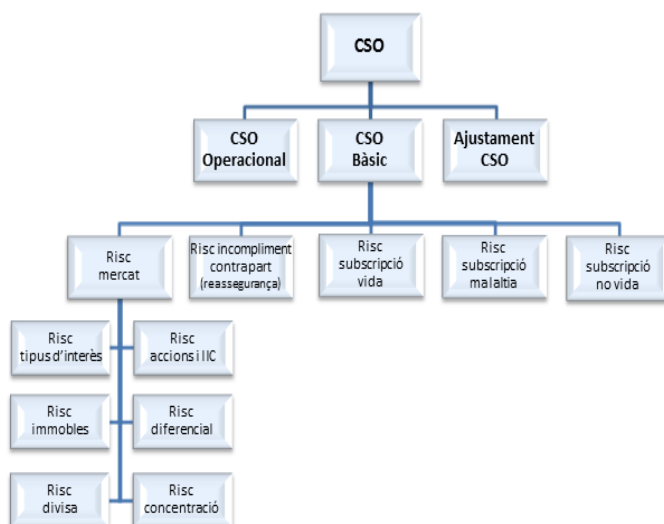 CSO
CSO
Operacional
CSO
Bàsic
Ajustament
CSO
Risc
mercat
Risc incompliment
contrapart
(reassegurança)
Risc
subscripció
vida
Risc
subscripció
malaltia
Risc
subscripció
no vida
Risc
tipus d'interès
Risc
accions i IIC
Risc
immobles
Risc
diferencial
Risc
divisa
Risc
concentració